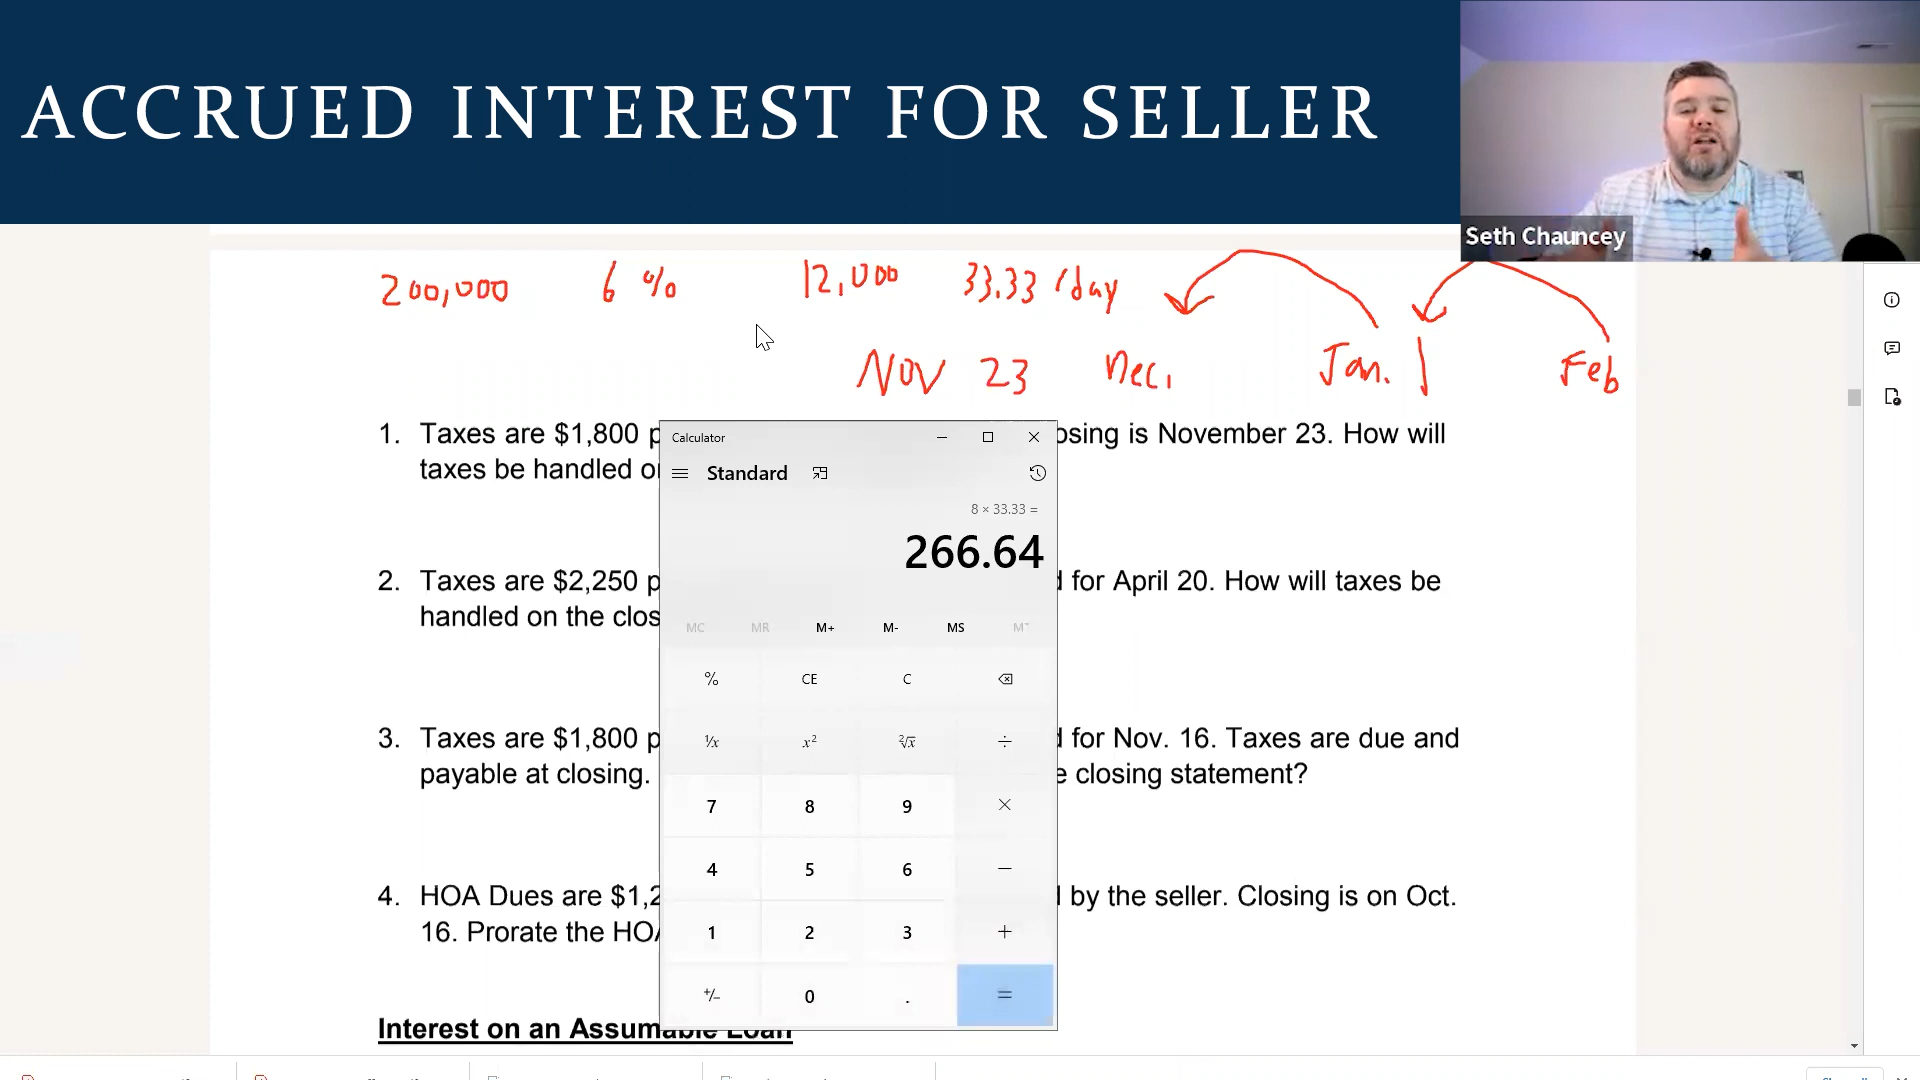 ACCRUED INTEREST FOR SELLER
Seth Chauncey
200,000 6 % 12,000 33.33 /day
NOV 23 Dec. Jan. 1 Feb
1. Taxes are $1,800 p
osing is November 23. How will
taxes be handled o
2. Taxes are $2,250 p
for April 20. How will taxes be
handled on the clos
3. Taxes are $1,800 p
for Nov. 16. Taxes are due and
payable at closing.
closing statement?
4. HOA Dues are $1,2
by the seller. Closing is on Oct.
16. Prorate the HO
Interest on an Assumable Loan
Calculator
Standard
8 × 33.33 =
266.64
MC MR M+ M- MS M˅
% CE C
¹/x x² ²√x ÷
7 8 9 ×
4 5 6 −
1 2 3 +
+/− 0 . =